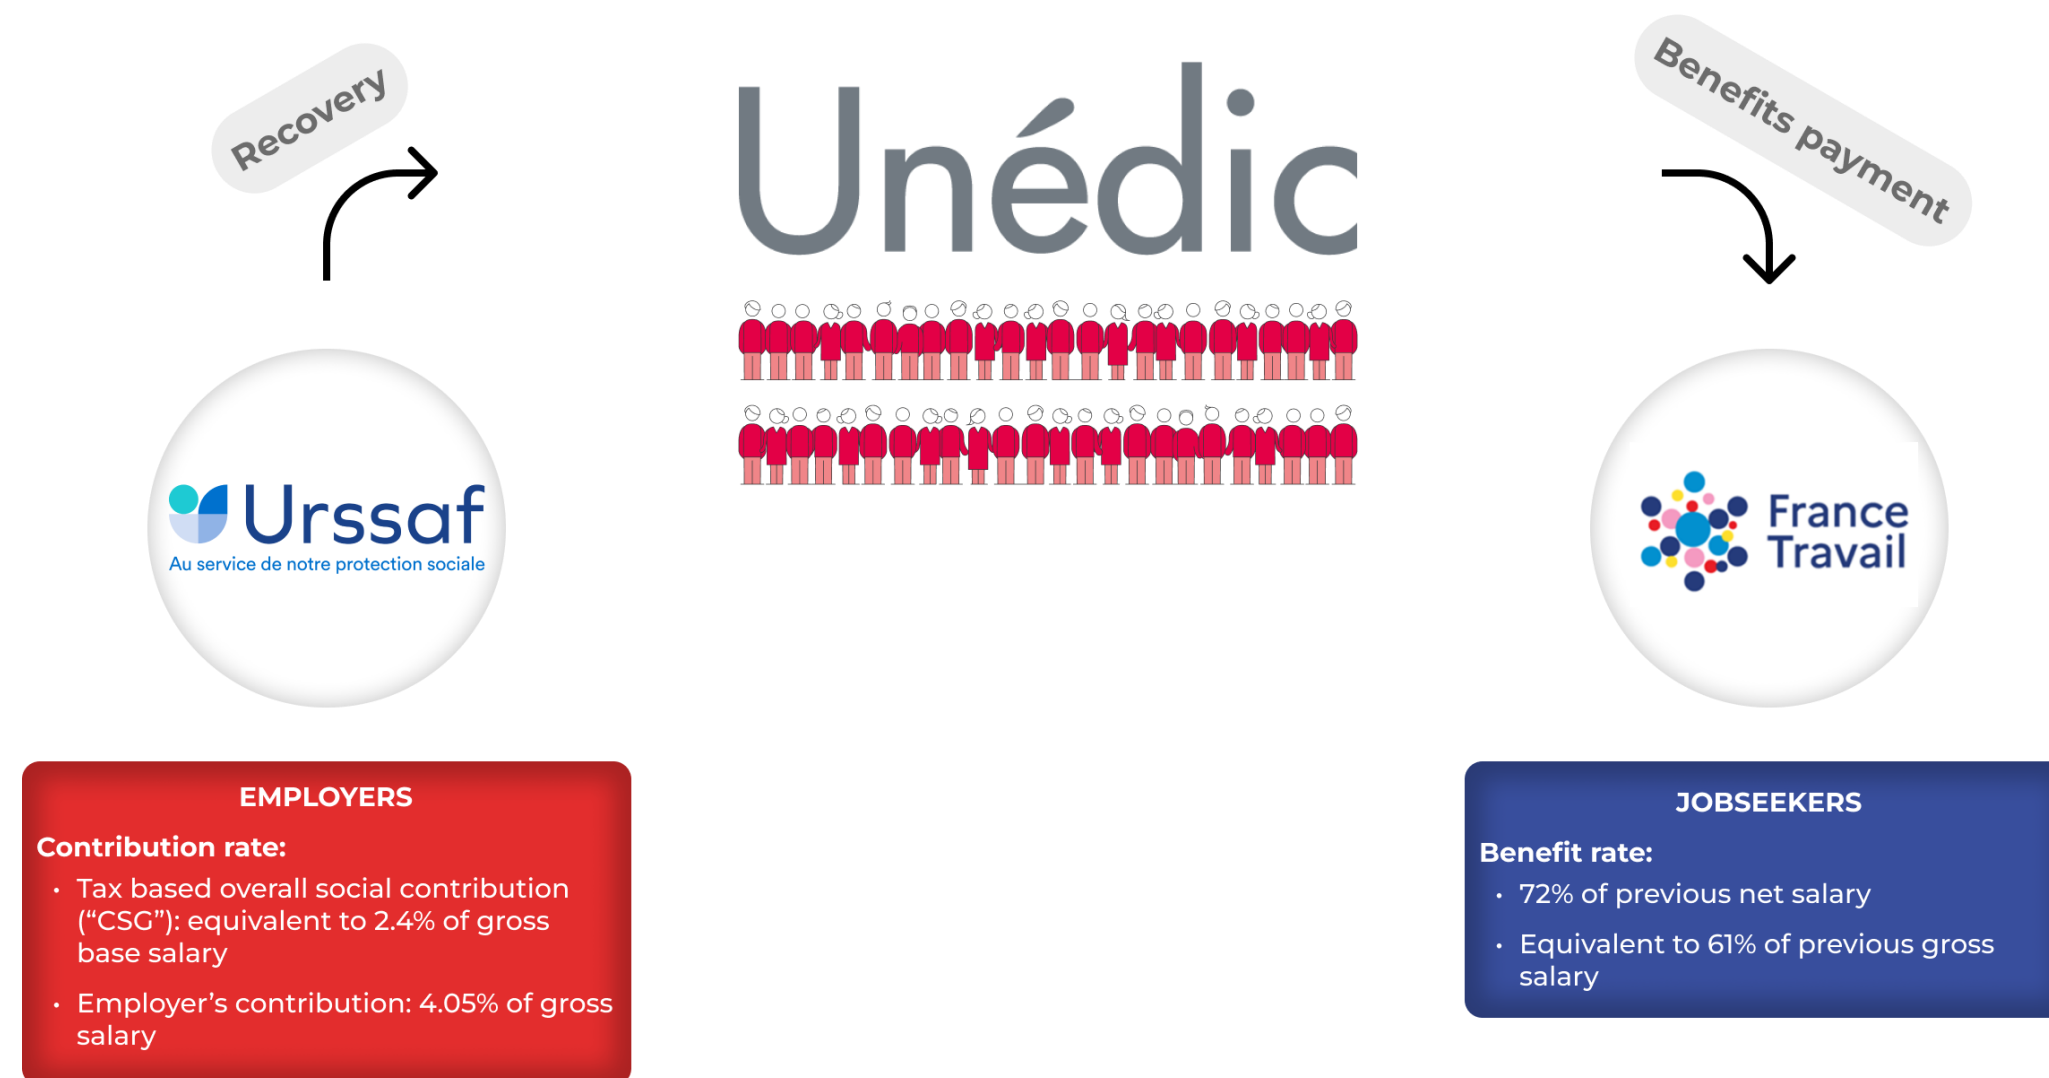 Recovery
Unédic
Benefits payment
Urssaf
Au service de notre protection sociale
France
Travail
EMPLOYERS
Contribution rate:
• Tax based overall social contribution
(“CSG”): equivalent to 2.4% of gross
base salary
• Employer’s contribution: 4.05% of gross
salary
JOBSEEKERS
Benefit rate:
• 72% of previous net salary
• Equivalent to 61% of previous gross
salary